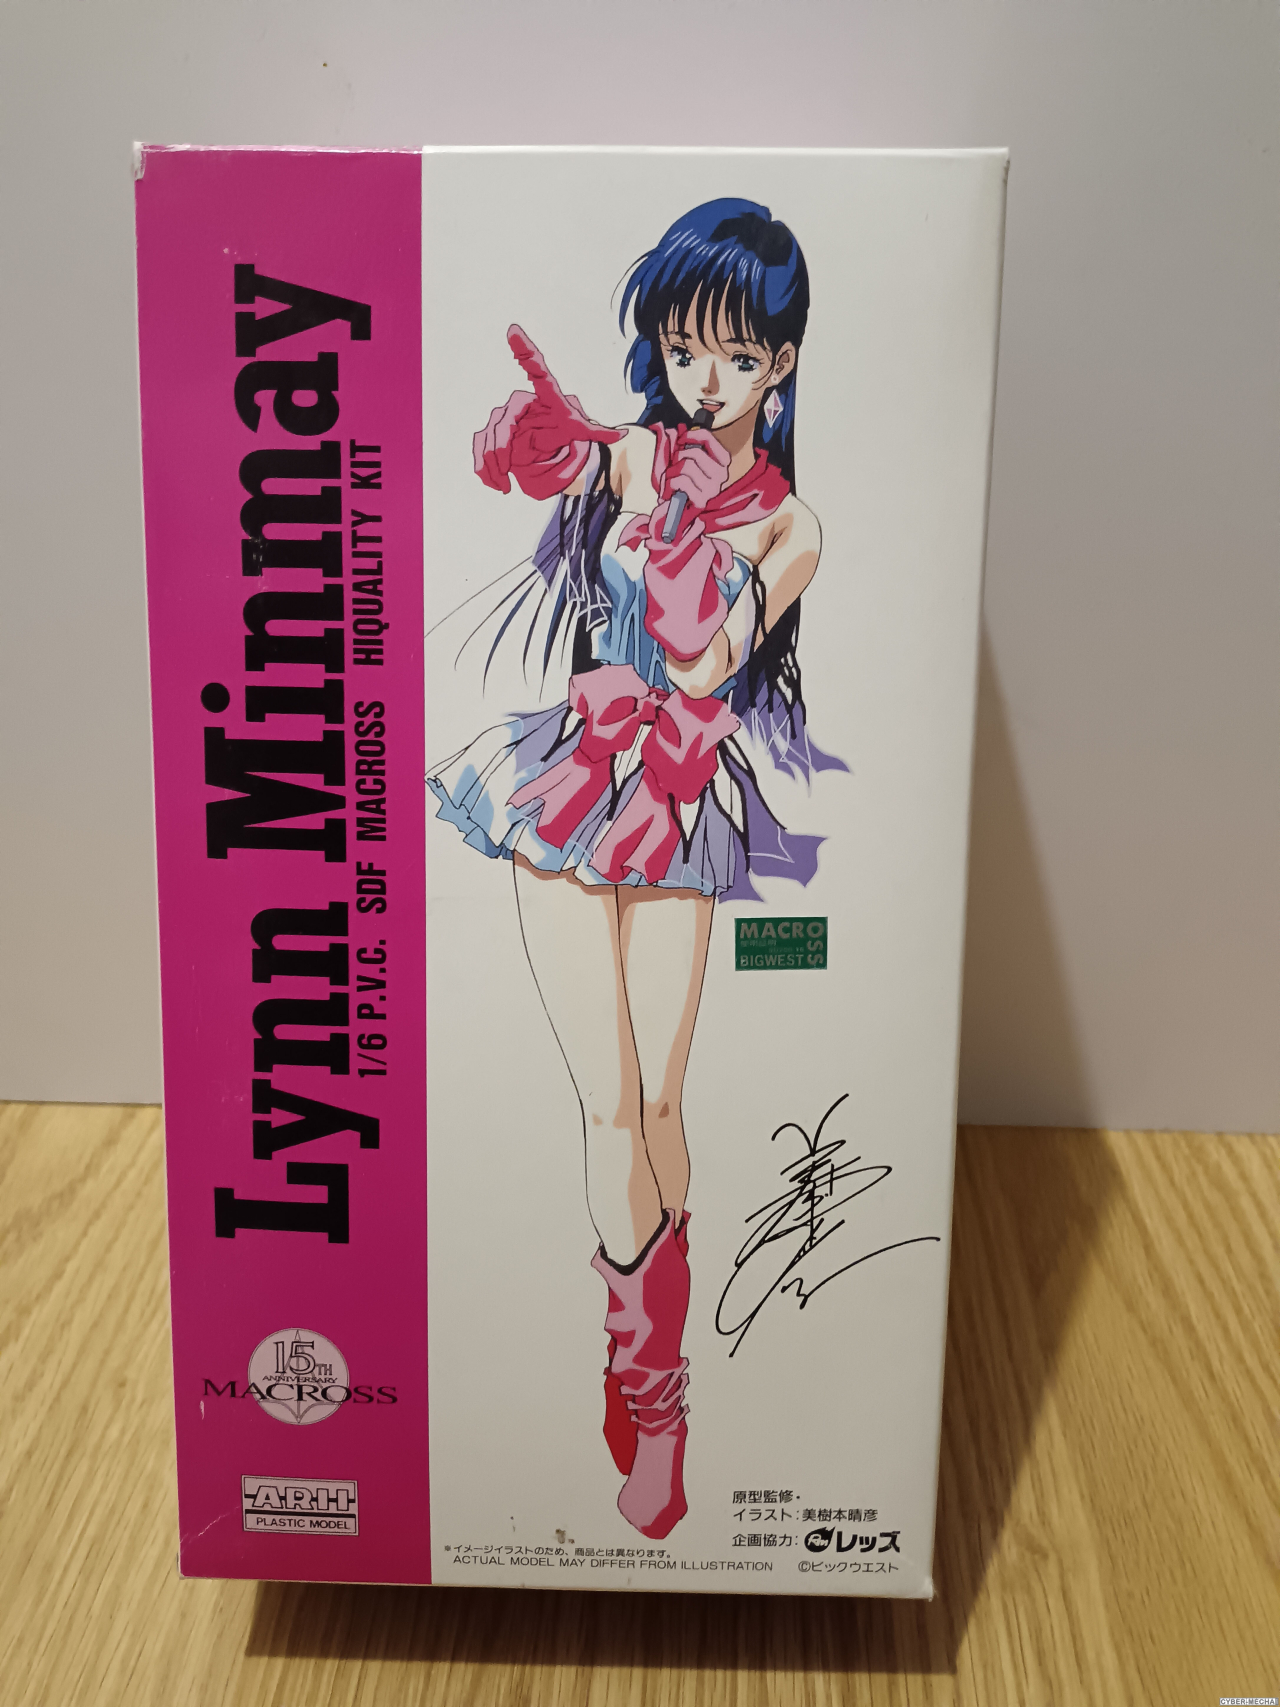 Lynn Minmay
1/6 P.V.C. SDF MACROSS HIQUALITY KIT
15TH
ANNIVERSARY
MACROSS
ARII
PLASTIC MODEL
MACROSS
BIGWEST
原型監修・
イラスト:美樹本晴彦
企画協力: レッズ
*イメージイラストのため、商品とは異なります。
ACTUAL MODEL MAY DIFFER FROM ILLUSTRATION
©ビックウエスト
CYBER-MECHA